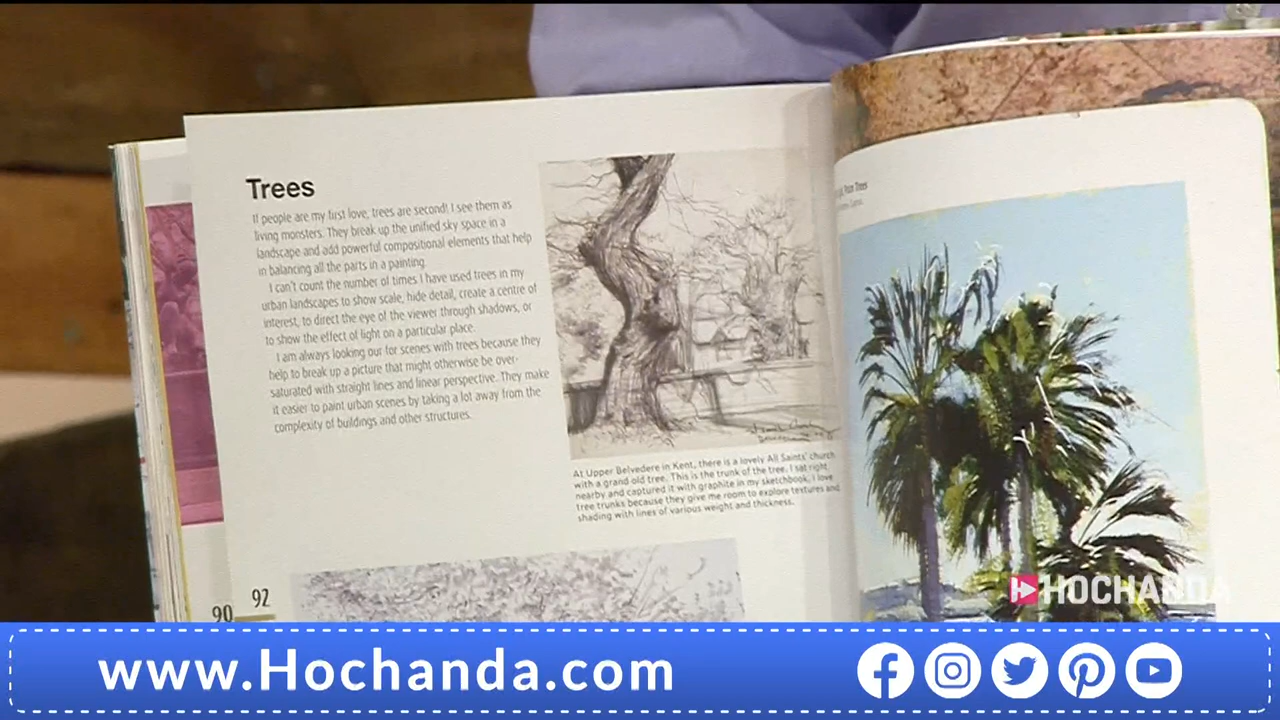 Trees
If people are my first love, trees are second! I see them as
living monsters. They break up the unified sky space in a
landscape and add powerful compositional elements that help
in balancing all the parts in a painting.
I can't count the number of times I have used trees in my
urban landscapes to show scale, hide detail, create a centre of
interest, to direct the eye of the viewer through shadows, or
to show the effect of light on a particular place.
I am always looking out for scenes with trees because they
help to break up a picture that might otherwise be over-
saturated with straight lines and linear perspective. They make
it easier to paint urban scenes by taking a lot away from the
complexity of buildings and other structures.
At Upper Belvedere in Kent, there is a lovely All Saints' church
with a grand old tree. This is the trunk of the tree. I sat right
nearby and captured it with graphite in my sketchbook. I love
tree trunks because they give me room to explore textures and
shading with lines of various weight and thickness.
Trees
90
92
HOCHANDA
www.Hochanda.com